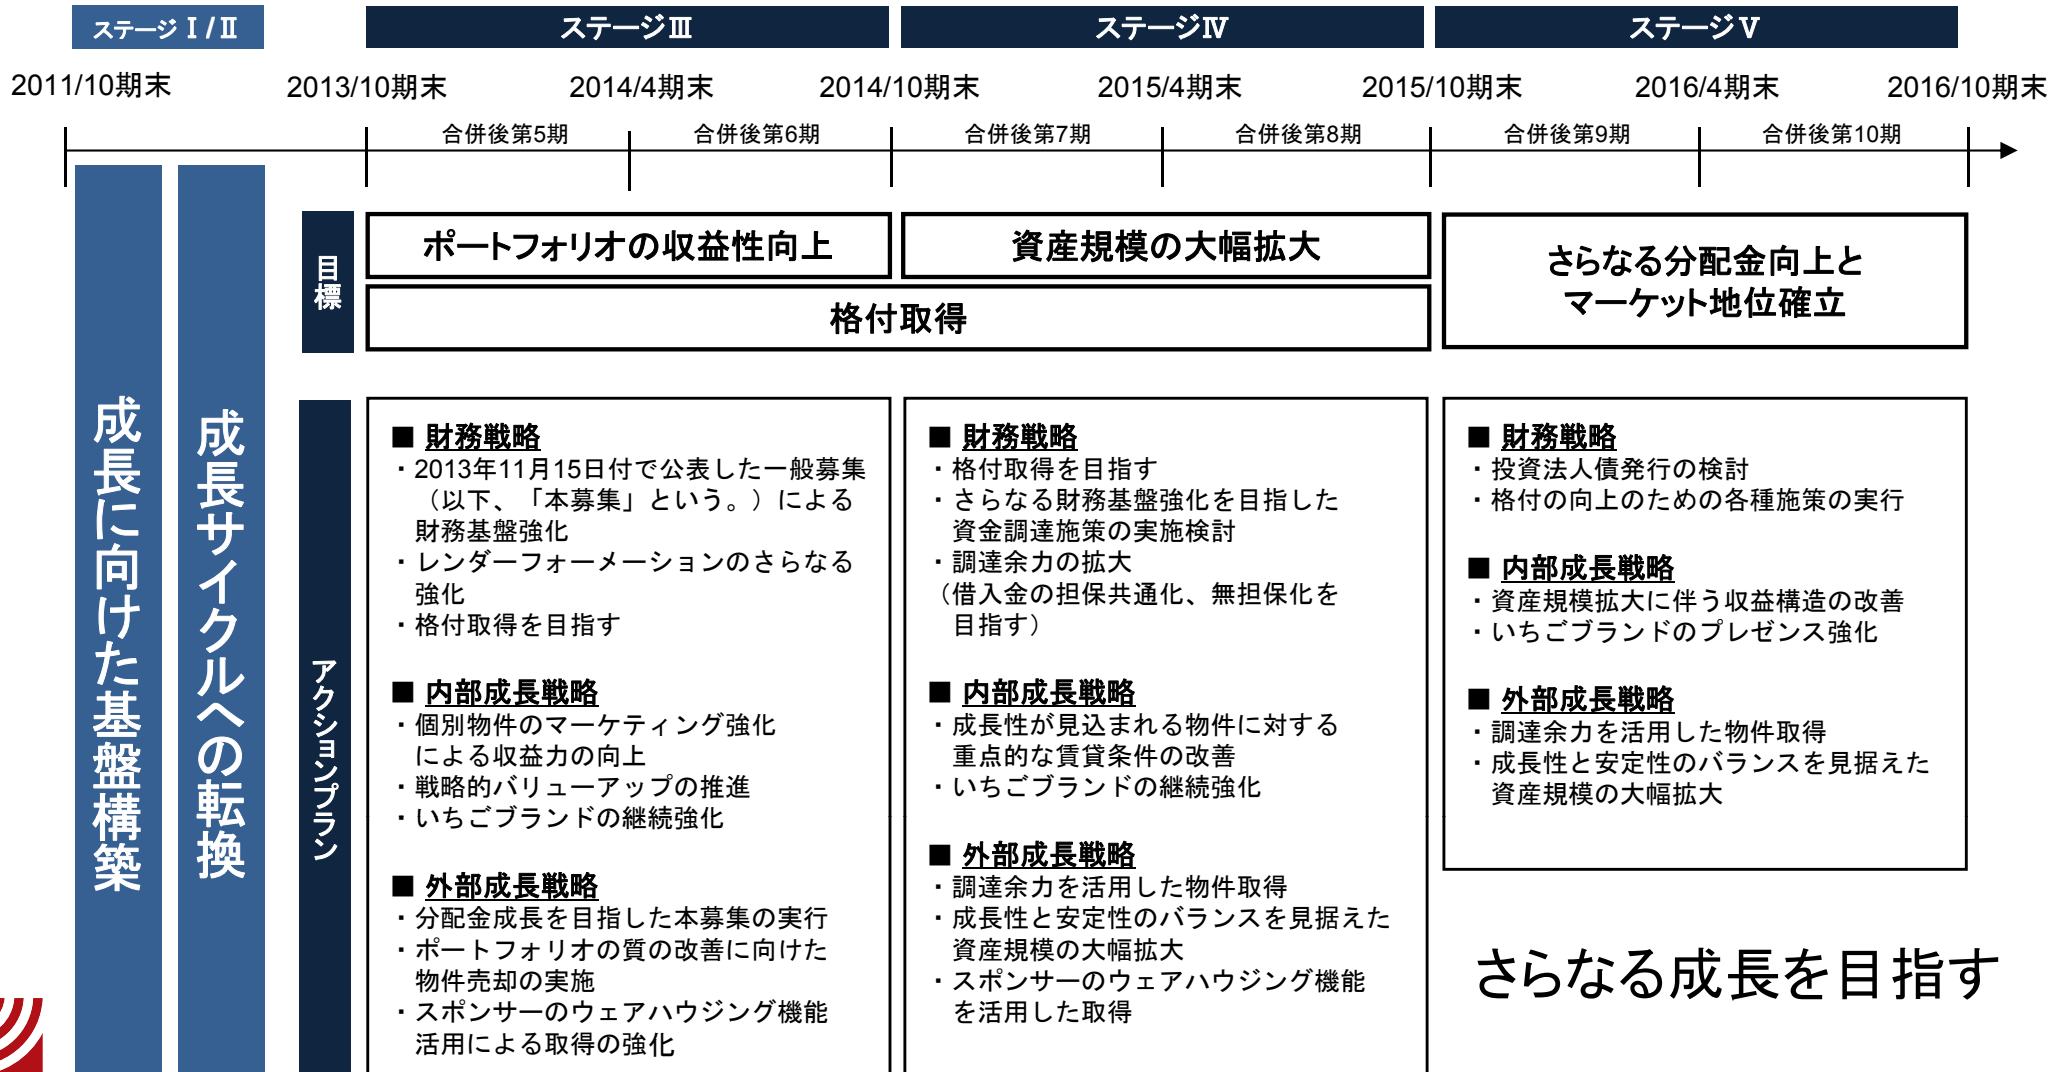 ステージⅠ/Ⅱ
ステージⅢ
ステージⅣ
ステージⅤ
2011/10期末
2013/10期末
2014/4期末
2014/10期末
2015/4期末
2015/10期末
2016/4期末
2016/10期末
合併後第5期
合併後第6期
合併後第7期
合併後第8期
合併後第9期
合併後第10期
成長に向けた基盤構築
成長サイクルへの転換
目標
ポートフォリオの収益性向上
資産規模の大幅拡大
格付取得
さらなる分配金向上と
マーケット地位確立
アクションプラン
■ 財務戦略
・2013年11月15日付で公表した一般募集
（以下、「本募集」という。）による
財務基盤強化
・レンダーフォーメーションのさらなる
強化
・格付取得を目指す
■ 内部成長戦略
・個別物件のマーケティング強化
による収益力の向上
・戦略的バリューアップの推進
・いちごブランドの継続強化
■ 外部成長戦略
・分配金成長を目指した本募集の実行
・ポートフォリオの質の改善に向けた
物件売却の実施
・スポンサーのウェアハウジング機能
活用による取得の強化
■ 財務戦略
・格付取得を目指す
・さらなる財務基盤強化を目指した
資金調達施策の実施検討
・調達余力の拡大
（借入金の担保共通化、無担保化を
目指す）
■ 内部成長戦略
・成長性が見込まれる物件に対する
重点的な賃貸条件の改善
・いちごブランドの継続強化
■ 外部成長戦略
・調達余力を活用した物件取得
・成長性と安定性のバランスを見据えた
資産規模の大幅拡大
・スポンサーのウェアハウジング機能
を活用した取得
■ 財務戦略
・投資法人債発行の検討
・格付の向上のための各種施策の実行
■ 内部成長戦略
・資産規模拡大に伴う収益構造の改善
・いちごブランドのプレゼンス強化
■ 外部成長戦略
・調達余力を活用した物件取得
・成長性と安定性のバランスを見据えた
資産規模の大幅拡大
さらなる成長を目指す